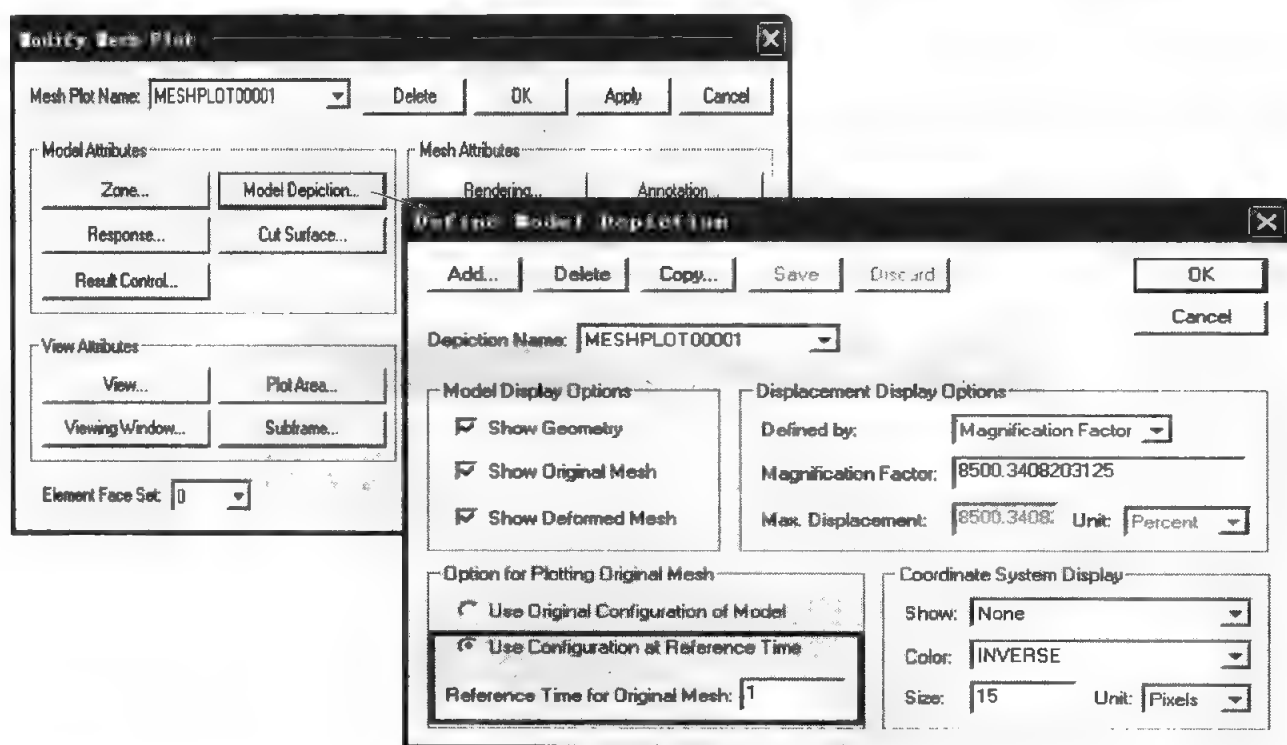 Modify Mesh Plot
Mesh Plot Name: MESHPLOT00001 Delete OK Apply Cancel
Model Attributes
Zone... Model Depiction...
Response... Cut Surface...
Result Control...
Mesh Attributes
Rendering... Annotation...
View Attributes
View... Plot Area...
Viewing Window... Subframe...
Element Face Set: 0
Define Model Depiction
Add... Delete Copy... Save Discard OK
Cancel
Depiction Name: MESHPLOT00001
Model Display Options
Show Geometry
Show Original Mesh
Show Deformed Mesh
Displacement Display Options
Defined by: Magnification Factor
Magnification Factor: 8500.3408203125
Max. Displacement: 8500.3408: Unit: Percent
Option for Plotting Original Mesh
Use Original Configuration of Model
Use Configuration at Reference Time
Reference Time for Original Mesh: 1
Coordinate System Display
Show: None
Color: INVERSE
Size: 15 Unit: Pixels